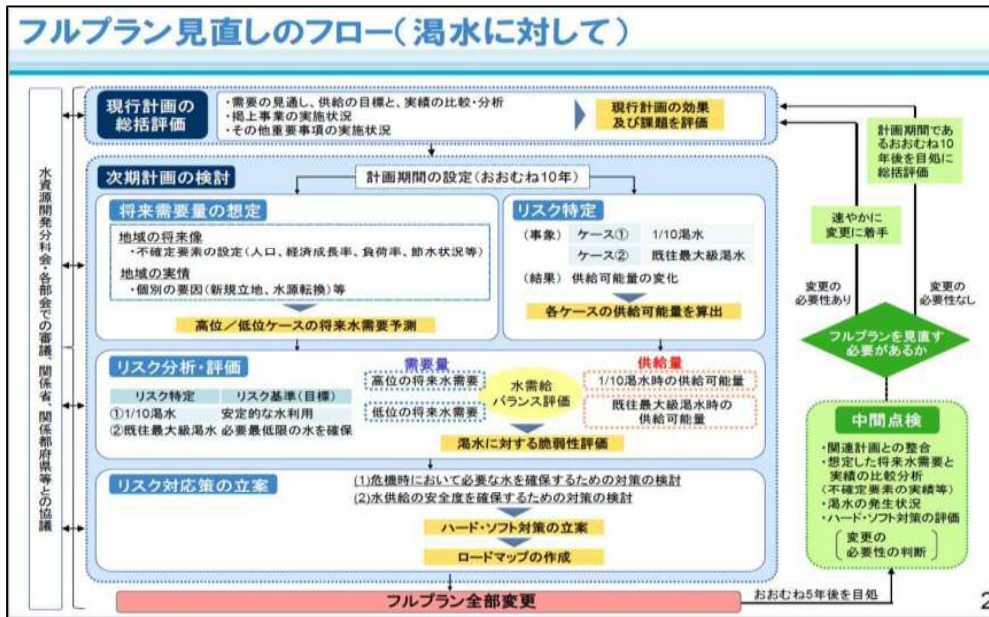 フルプラン見直しのフロー(渇水に対して)
水資源開発分科会・各部会での審議、関係省、関係都府県等との協議
現行計画の
総括評価
・需要の見通し、供給の目標と、実績の比較・分析
・掲上事業の実施状況
・その他重要事項の実施状況
現行計画の効果
及び課題を評価
次期計画の検討
計画期間の設定(おおむね10年)
将来需要量の想定
地域の将来像
・不確定要素の設定(人口、経済成長率、負荷率、節水状況等)
地域の実情
・個別の要因(新規立地、水源転換)等
高位/低位ケースの将来水需要予測
リスク特定
(事象) ケース① 1/10渇水
ケース② 既往最大級渇水
(結果) 供給可能量の変化
各ケースの供給可能量を算出
リスク分析・評価
リスク特定 リスク基準(目標)
①1/10渇水 安定的な水利用
②既往最大級渇水 必要最低限の水を確保
需要量
高位の将来水需要
低位の将来水需要
水需給
バランス評価
供給量
1/10渇水時の供給可能量
既往最大級渇水時の
供給可能量
渇水に対する脆弱性評価
リスク対応策の立案
(1)危機時において必要な水を確保するための対策の検討
(2)水供給の安全度を確保するための対策の検討
ハード・ソフト対策の立案
ロードマップの作成
フルプラン全部変更
おおむね5年後を目処
計画期間であ
るおおむね10
年後を目処に
総括評価
速やかに
変更に着手
変更の
必要性あり
変更の
必要性なし
フルプランを見直す
必要があるか
中間点検
・関連計画との整合
・想定した将来水需要と
実績の比較分析
(不確定要素の実績等)
・渇水の発生状況
・ハード・ソフト対策の評価
(変更の
必要性の判断)
2